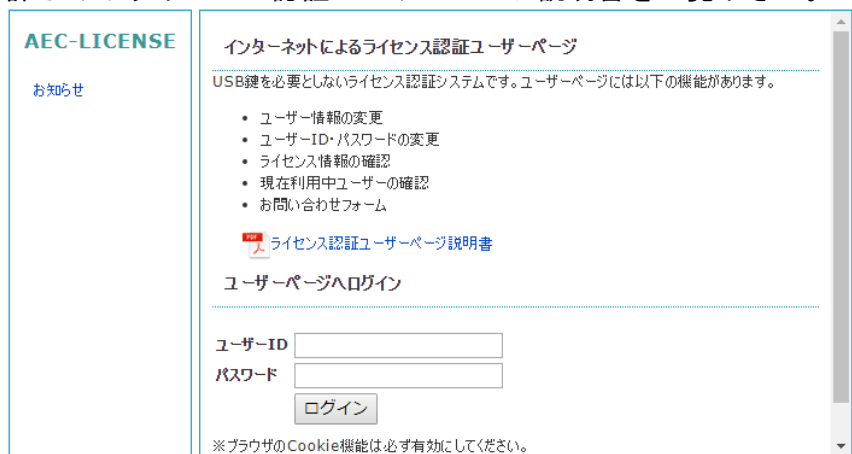 AEC-LICENSE
お知らせ
インターネットによるライセンス認証ユーザーページ
USB鍵を必要としないライセンス認証システムです。ユーザーページには以下の機能があります。
• ユーザー情報の変更
• ユーザーID・パスワードの変更
• ライセンス情報の確認
• 現在利用中ユーザーの確認
• お問い合わせフォーム
PDF ライセンス認証ユーザーページ説明書
ユーザーページへログイン
ユーザーID
パスワード
ログイン
※ブラウザのCookie機能は必ず有効にしてください。